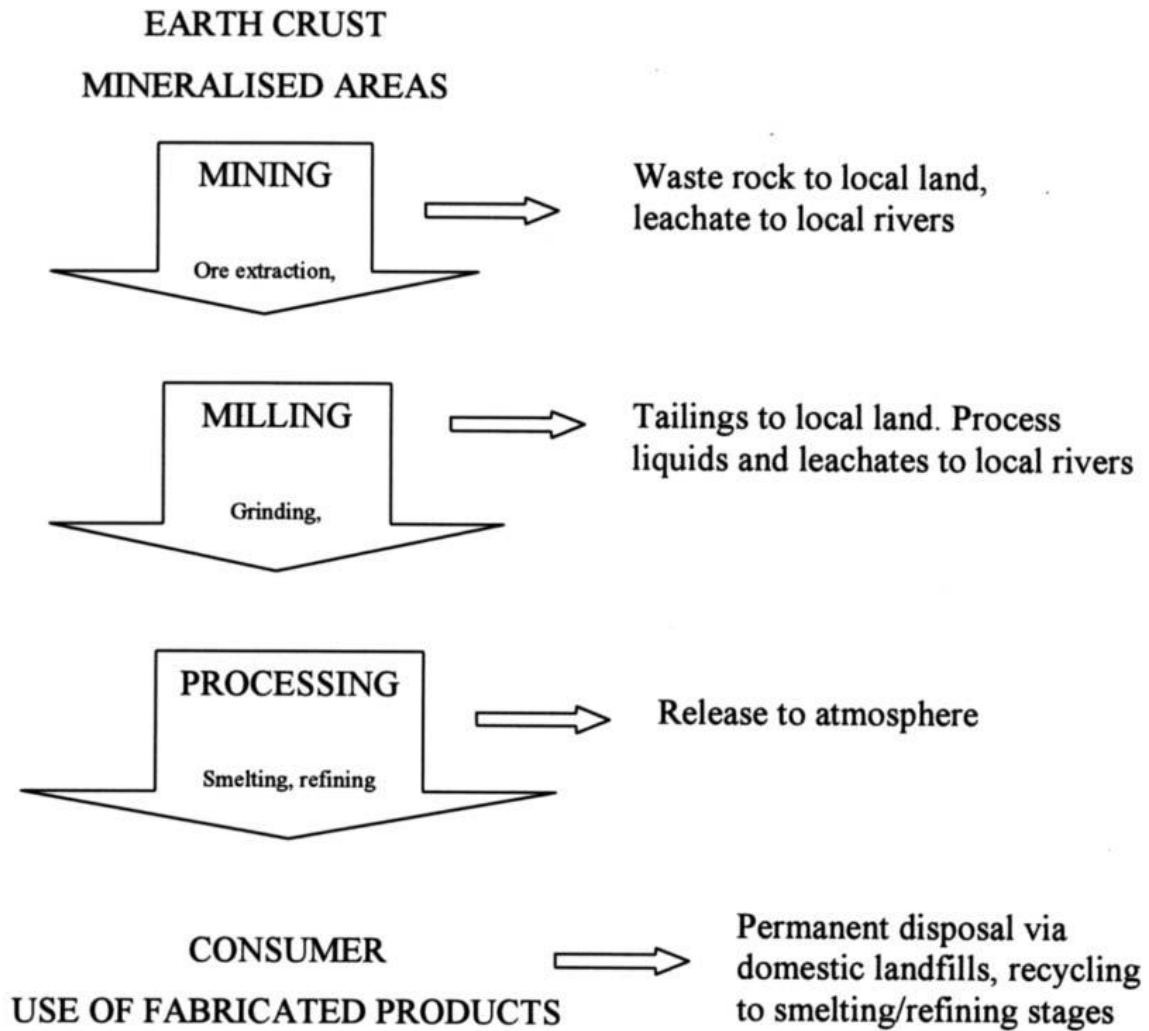 EARTH CRUST
MINERALISED AREAS
MINING
Ore extraction,
Waste rock to local land,
leachate to local rivers
MILLING
Grinding,
Tailings to local land. Process
liquids and leachates to local rivers
PROCESSING
Smelting, refining
Release to atmosphere
CONSUMER
USE OF FABRICATED PRODUCTS
Permanent disposal via
domestic landfills, recycling
to smelting/refining stages